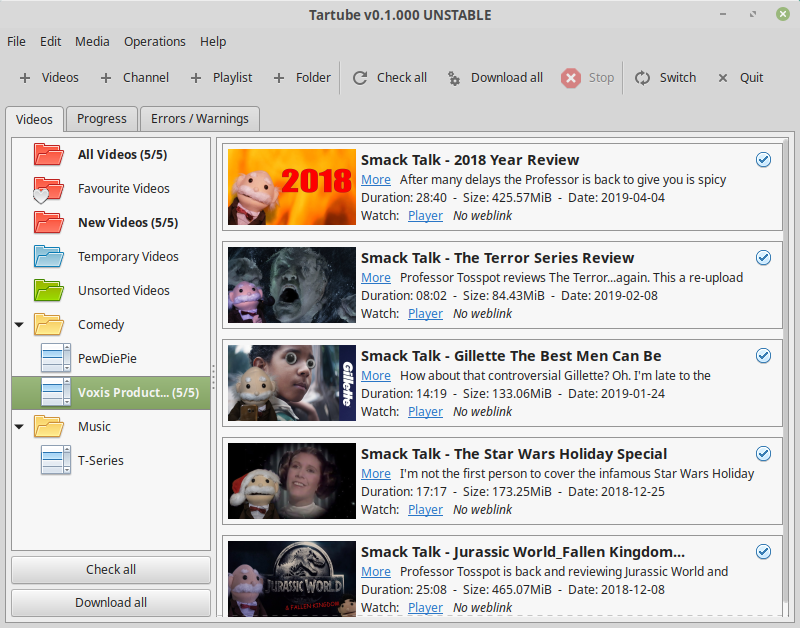 Tartube v0.1.000 UNSTABLE
File Edit Media Operations Help
Videos Channel Playlist Folder Check all Download all Stop Switch Quit
Videos Progress Errors / Warnings
All Videos (5/5)
Favourite Videos
New Videos (5/5)
Temporary Videos
Unsorted Videos
Comedy
PewDiePie
Voxis Product... (5/5)
Music
T-Series
Check all
Download all
2018
Smack Talk - 2018 Year Review
More After many delays the Professor is back to give you is spicy
Duration: 28:40 - Size: 425.57MiB - Date: 2019-04-04
Watch: Player No weblink
Smack Talk - The Terror Series Review
More Professor Tosspot reviews The Terror...again. This a re-upload
Duration: 08:02 - Size: 84.43MiB - Date: 2019-02-08
Watch: Player No weblink
Gillette
Smack Talk - Gillette The Best Men Can Be
More How about that controversial Gillette? Oh. I'm late to the
Duration: 14:19 - Size: 133.06MiB - Date: 2019-01-24
Watch: Player No weblink
Smack Talk - The Star Wars Holiday Special
More I'm not the first person to cover the infamous Star Wars Holiday
Duration: 17:17 - Size: 173.25MiB - Date: 2018-12-25
Watch: Player No weblink
JURASSIC WORLD
FALLEN KINGDOM
Smack Talk - Jurassic World_Fallen Kingdom...
More Professor Tosspot is back and reviewing Jurassic World and
Duration: 25:08 - Size: 465.07MiB - Date: 2018-12-08
Watch: Player No weblink